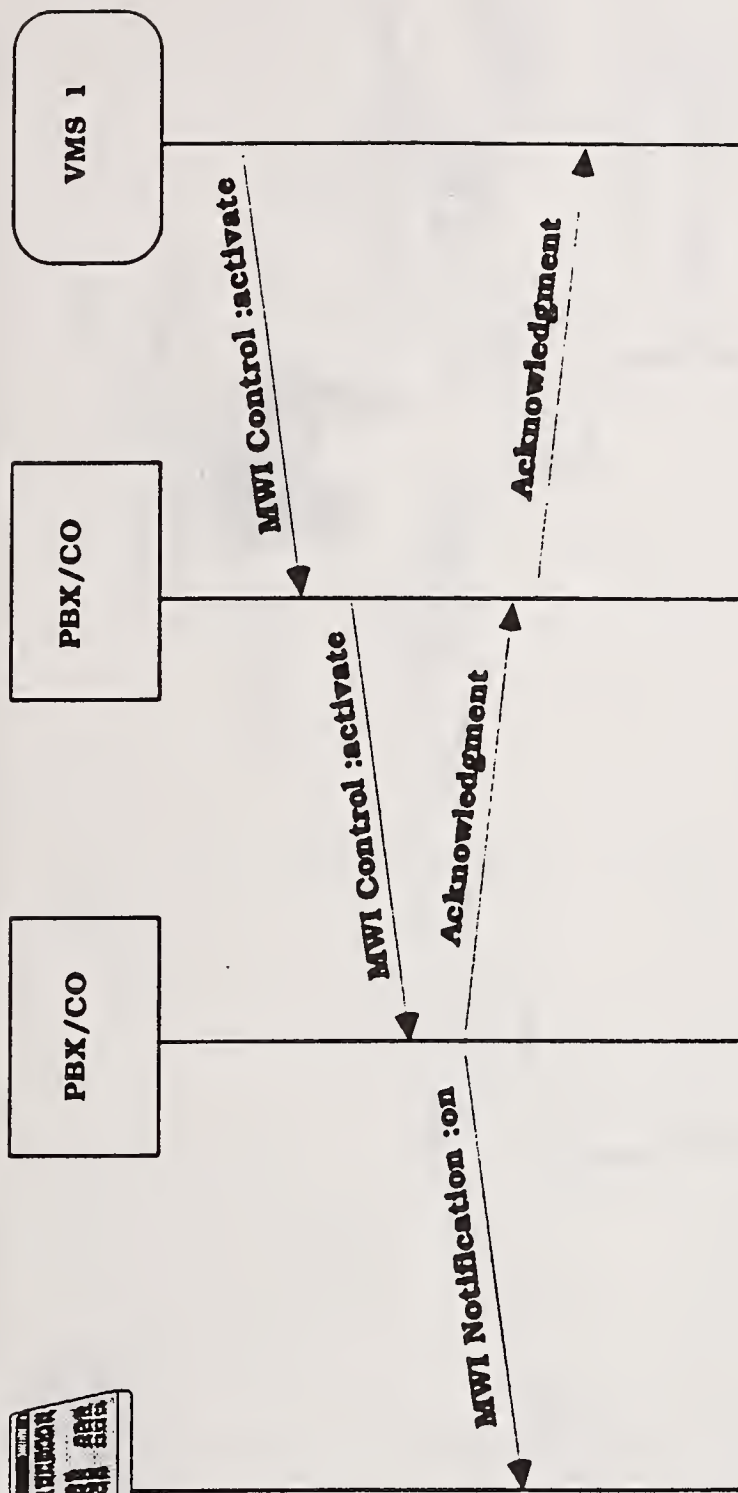 PBX/CO
PBX/CO
VMS 1
MWI Control :activate
MWI Control :activate
MWI Notification :on
Acknowledgment
Acknowledgment